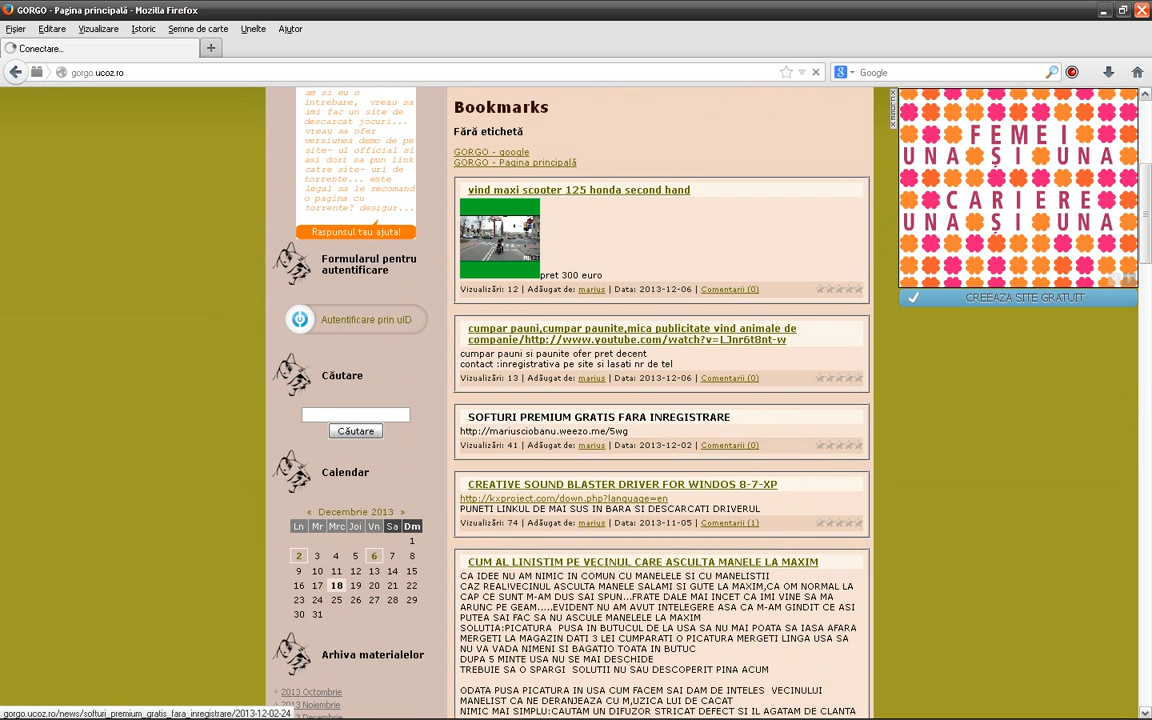 GORGO - Pagina principală - Mozilla Firefox
Fişier Editare Vizualizare Istoric Semne de carte Unelte Ajutor
Conectare...
gorgo.ucoz.ro
Google
am si eu o
intrebare, vreau sa
imi fac un site de
descarcat jocuri...
vreau sa ofer
versiunea demo de pe
site- ul official si
asi dori sa pun link
catre site- uri de
torrente... este
legal sa le recomand
o pagina cu
torrente? desigur...
Raspunsul tau ajuta!
Formularul pentru
autentificare
Autentificare prin uID
Căutare
Căutare
Calendar
« Decembrie 2013 »
Ln Mr Mrc Joi Vn Sa Dm
1
2 3 4 5 6 7 8
9 10 11 12 13 14 15
16 17 18 19 20 21 22
23 24 25 26 27 28 29
30 31
Arhiva materialelor
2013 Octombrie
2013 Noiembrie
Bookmarks
Fără etichetă
GORGO - google
GORGO - Pagina principală
vind maxi scooter 125 honda second hand
pret 300 euro
Vizualizări: 12 | Adăugat de: marius | Data: 2013-12-06 | Comentarii (0)
cumpar pauni,cumpar paunite,mica publicitate vind animale de
companie/http://www.youtube.com/watch?v=LJnr6t8nt-w
cumpar pauni si paunite ofer pret decent
contact :inregistrativa pe site si lasati nr de tel
Vizualizări: 13 | Adăugat de: marius | Data: 2013-12-06 | Comentarii (0)
SOFTURI PREMIUM GRATIS FARA INREGISTRARE
http://mariusciobanu.weezo.me/5wg
Vizualizări: 41 | Adăugat de: marius | Data: 2013-12-02 | Comentarii (0)
CREATIVE SOUND BLASTER DRIVER FOR WINDOS 8-7-XP
http://kxproject.com/down.php?language=en
PUNETI LINKUL DE MAI SUS IN BARA SI DESCARCATI DRIVERUL
Vizualizări: 74 | Adăugat de: marius | Data: 2013-11-05 | Comentarii (1)
CUM AL LINISTIM PE VECINUL CARE ASCULTA MANELE LA MAXIM
CA IDEE NU AM NIMIC IN COMUN CU MANELELE SI CU MANELISTII
CAZ REAL!VECINUL ASCULTA MANELE SALAMI SI GUTE LA MAXIM,CA OM NORMAL LA
CAP CE SUNT M-AM DUS SAI SPUN...FRATE DALE MAI INCET CA IMI VINE SA MA
ARUNC PE GEAM.....EVIDENT NU AM AVUT INTELEGERE ASA CA M-AM GINDIT CE ASI
PUTEA SAI FAC SA NU ASCULE MANELELE LA MAXIM
SOLUTIA:PICATURA PUSA IN BUTUCUL DE LA USA SA NU MAI POATA SA IASA AFARA
MERGETI LA MAGAZIN DATI 3 LEI CUMPARATI O PICATURA MERGETI LINGA USA SA
NU VA VADA NIMENI SI BAGATIO TOATA IN BUTUC
DUPA 5 MINTE USA NU SE MAI DESCHIDE
TREBUIE SA O SPARGI SOLUTII NU SAU DESCOPERIT PINA ACUM
ODATA PUSA PICATURA IN USA CUM FACEM SAI DAM DE INTELES VECINULUI
MANELIST CA NE DERANJEAZA CU M,UZICA LUI DE CACAT
NIMIC MAI SIMPLU:CAUTAM UN DIFUZOR STRICAT DEFECT SI IL AGATAM DE CLANTA
FEMEI
UNA ŞI UNA
CARIERE
UNA ŞI UNA
CREEAZA SITE GRATUIT
gorgo.ucoz.ro/news/softuri_premium_gratis_fara_inregistrare/2013-12-02-24